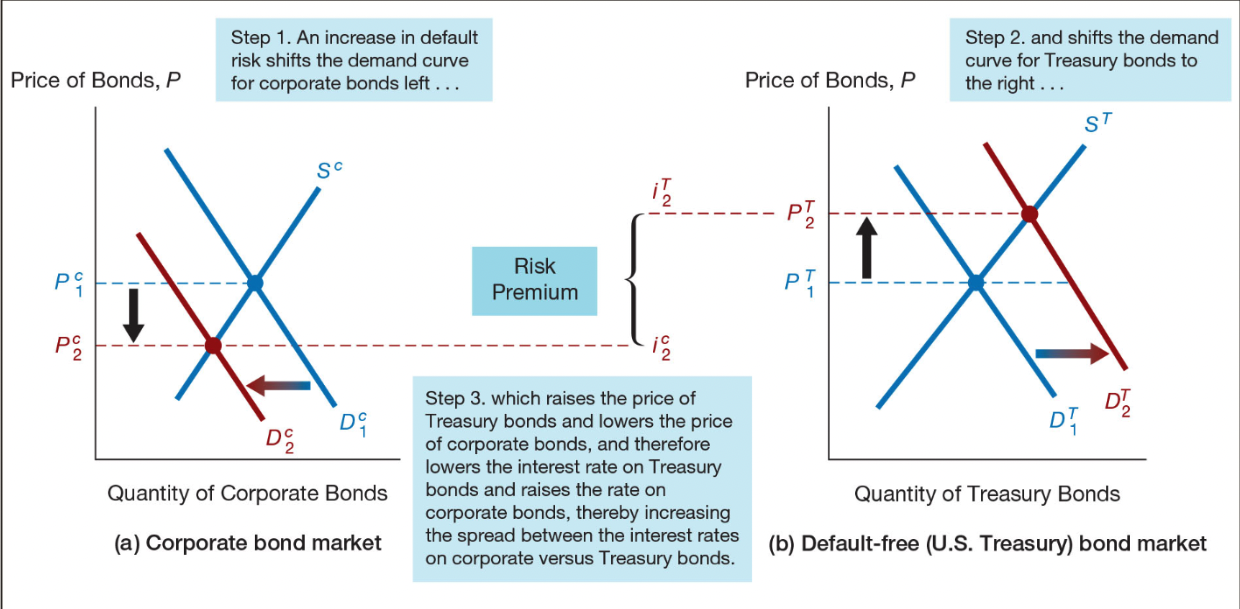 Step 1. An increase in default
risk shifts the demand curve
for corporate bonds left . . .
Step 2. and shifts the demand
curve for Treasury bonds to
the right . . .
Price of Bonds, P
S^c
P_1^c
P_2^c
D_2^c
D_1^c
Quantity of Corporate Bonds
(a) Corporate bond market
Risk
Premium
i_2^T
i_2^c
Step 3. which raises the price of
Treasury bonds and lowers the price
of corporate bonds, and therefore
lowers the interest rate on Treasury
bonds and raises the rate on
corporate bonds, thereby increasing
the spread between the interest rates
on corporate versus Treasury bonds.
Price of Bonds, P
S^T
P_2^T
P_1^T
D_2^T
D_1^T
Quantity of Treasury Bonds
(b) Default-free (U.S. Treasury) bond market